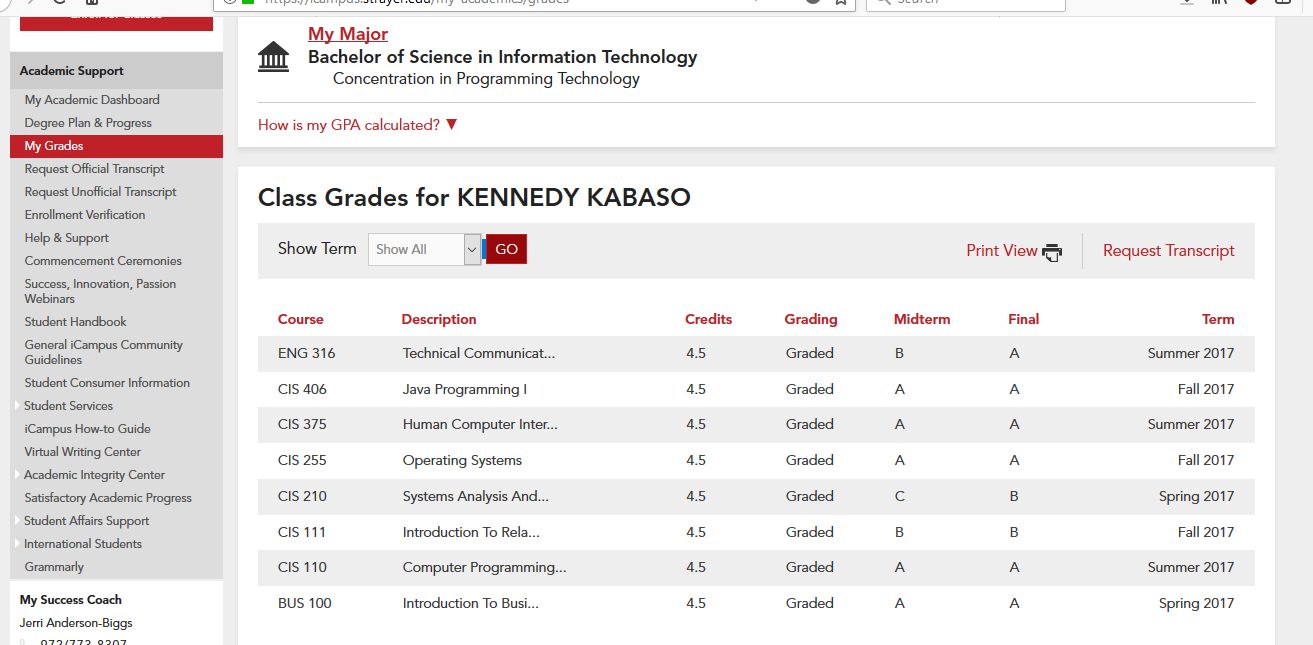 https://icampus.strayer.edu/my-academics/grades
Search
Academic Support
My Academic Dashboard
Degree Plan & Progress
My Grades
Request Official Transcript
Request Unofficial Transcript
Enrollment Verification
Help & Support
Commencement Ceremonies
Success, Innovation, Passion
Webinars
Student Handbook
General iCampus Community
Guidelines
Student Consumer Information
Student Services
iCampus How-to Guide
Virtual Writing Center
Academic Integrity Center
Satisfactory Academic Progress
Student Affairs Support
International Students
Grammarly
My Success Coach
Jerri Anderson-Biggs
972/773-8307
My Major
Bachelor of Science in Information Technology
Concentration in Programming Technology
How is my GPA calculated? ▼
Class Grades for KENNEDY KABASO
Show Term Show All GO Print View Request Transcript
Course Description Credits Grading Midterm Final Term
ENG 316 Technical Communicat... 4.5 Graded B A Summer 2017
CIS 406 Java Programming I 4.5 Graded A A Fall 2017
CIS 375 Human Computer Inter... 4.5 Graded A A Summer 2017
CIS 255 Operating Systems 4.5 Graded A A Fall 2017
CIS 210 Systems Analysis And... 4.5 Graded C B Spring 2017
CIS 111 Introduction To Rela... 4.5 Graded B B Fall 2017
CIS 110 Computer Programming... 4.5 Graded A A Summer 2017
BUS 100 Introduction To Busi... 4.5 Graded A A Spring 2017